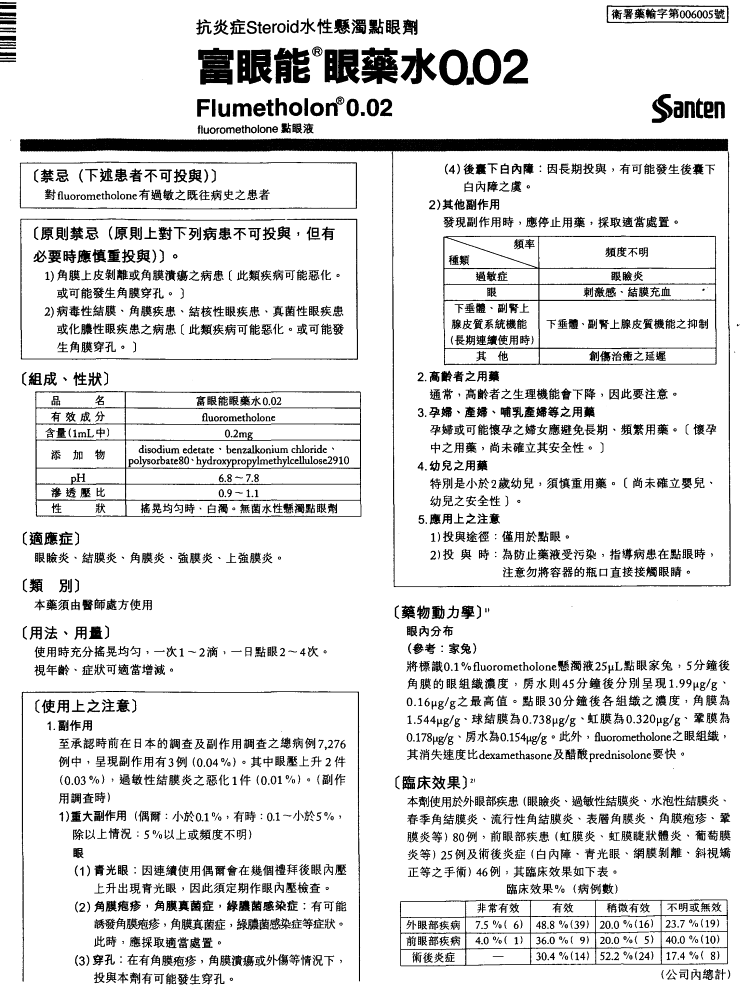 衛署藥輸字第006005號
抗炎症Steroid水性懸濁點眼劑
富眼能®眼藥水0.02
Flumetholon®0.02
fluorometholone 點眼液
Santen
〔禁忌（下述患者不可投與）〕
對fluorometholone有過敏之既往病史之患者
〔原則禁忌（原則上對下列病患不可投與，但有
必要時應慎重投與）〕。
1)角膜上皮剝離或角膜潰瘍之病患〔此類疾病可能惡化。
或可能發生角膜穿孔。〕
2)病毒性結膜、角膜疾患、結核性眼疾患、真菌性眼疾患
或化膿性眼疾患之病患〔此類疾病可能惡化。或可能發
生角膜穿孔。〕
〔組成、性狀〕
品 名 富眼能眼藥水0.02
有效成分 fluorometholone
含量(1mL中) 0.2mg
添 加 物 disodium edetate、benzalkonium chloride、
polysorbate80、hydroxypropylmethylcellulose2910
pH 6.8～7.8
滲透壓比 0.9～1.1
性 狀 搖晃均勻時、白濁。無菌水性懸濁點眼劑
〔適應症〕
眼瞼炎、結膜炎、角膜炎、強膜炎、上強膜炎。
〔類 別〕
本藥須由醫師處方使用
〔用法、用量〕
使用時充分搖晃均勻，一次1～2滴，一日點眼2～4次。
視年齡、症狀可適當增減。
〔使用上之注意〕
1.副作用
至承認時前在日本的調查及副作用調查之總病例7,276
例中，呈現副作用有3例(0.04%)。其中眼壓上升2件
(0.03%)，過敏性結膜炎之惡化1件(0.01%)。(副作
用調查時)
1)重大副作用（偶爾：小於0.1%，有時：0.1～小於5%，
除以上情況：5%以上或頻度不明）
眼
(1)青光眼：因連續使用偶爾會在幾個禮拜後眼內壓
上升出現青光眼，因此須定期作眼內壓檢查。
(2)角膜疱疹，角膜真菌症，綠膿菌感染症：有可能
誘發角膜疱疹，角膜真菌症，綠膿菌感染症等症狀。
此時，應採取適當處置。
(3)穿孔：在有角膜疱疹，角膜潰瘍或外傷等情況下，
投與本劑有可能發生穿孔。
(4)後囊下白內障：因長期投與，有可能發生後囊下
白內障之虞。
2)其他副作用
發現副作用時，應停止用藥，採取適當處置。
種類 頻率 頻度不明
過敏症 眼瞼炎
眼 刺激感、結膜充血
下垂體、副腎上
腺皮質系統機能 下垂體、副腎上腺皮質機能之抑制
(長期連續使用時)
其 他 創傷治癒之延遲
2.高齡者之用藥
通常，高齡者之生理機能會下降，因此要注意。
3.孕婦、產婦、哺乳產婦等之用藥
孕婦或可能懷孕之婦女應避免長期、頻繁用藥。〔懷孕
中之用藥，尚未確立其安全性。〕
4.幼兒之用藥
特別是小於2歲幼兒，須慎重用藥。〔尚未確立嬰兒、
幼兒之安全性〕。
5.應用上之注意
1)投與途徑：僅用於點眼。
2)投 與 時：為防止藥液受污染，指導病患在點眼時，
注意勿將容器的瓶口直接接觸眼睛。
〔藥物動力學〕1)
眼內分布
(參考：家兔)
將標識0.1%fluorometholone懸濁液25μL點眼家兔，5分鐘後
角膜的眼組織濃度，房水則45分鐘後分別呈現1.99μg/g、
0.16μg/g之最高值。點眼30分鐘後各組織之濃度，角膜為
1.544μg/g、球結膜為0.738μg/g、虹膜為0.320μg/g、鞏膜為
0.178μg/g、房水為0.154μg/g。此外，fluorometholone之眼組織，
其消失速度比dexamethasone及醋酸prednisolone要快。
〔臨床效果〕2)
本劑使用於外眼部疾患(眼瞼炎、過敏性結膜炎、水泡性結膜炎、
春季角結膜炎、流行性角結膜炎、表層角膜炎、角膜疱疹、鞏
膜炎等)80例，前眼部疾患(虹膜炎、虹膜睫狀體炎、葡萄膜
炎等)25例及術後炎症(白內障、青光眼、網膜剝離、斜視矯
正等之手術)46例，其臨床效果如下表。
臨床效果%（病例數）
非常有效 有效 稍微有效 不明或無效
外眼部疾病 7.5%( 6) 48.8%(39) 20.0%(16) 23.7%(19)
前眼部疾病 4.0%( 1) 36.0%( 9) 20.0%( 5) 40.0%(10)
術後炎症 — 30.4%(14) 52.2%(24) 17.4%( 8)
(公司內總計)